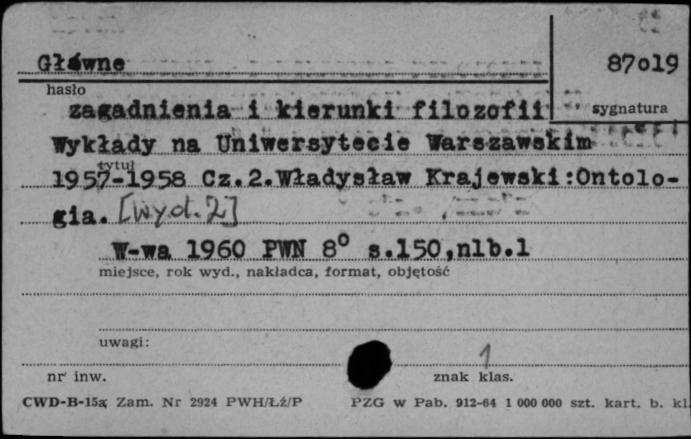 Główne
87019
hasło
zagadnienia i kierunki filozofii
sygnatura
Wykłady na Uniwersytecie Warszawskim
tytuł
1957-1958 Cz.2.Władysław Krajewski:Ontolo-
gia. [wyd. 2]
W-wa 1960 PWN 8° s.150,nlb.1
miejsce, rok wyd., nakładca, format, objętość
uwagi:
1
nr inw.
znak klas.
CWD-B-15a Zam. Nr 2924 PWH/Łź/P
PZG w Pab. 912-64 1 000 000 szt. kart. b. kl.